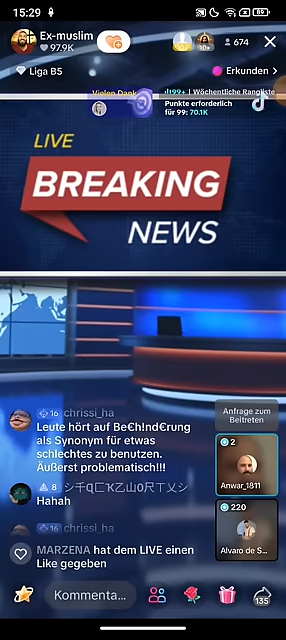 15:29
89
Ex-muslim
97.9K
10+
674
Liga B5
Erkunden
Vielen Dank
99+ | Wöchentliche Rangliste
Punkte erforderlich
für 99: 70.1K
LIVE
BREAKING
NEWS
16 chrissi_ha
Leute hört auf Be€h!nd€rung
als Synonym für etwas
schlechtes zu benutzen.
Äußerst problematisch!!!
8
Hahah
16 chrissi_ha
MARZENA hat dem LIVE einen
Like gegeben
Anfrage zum
Beitreten
2
Anwar_1811
220
Alvaro de S...
Kommenta...
135